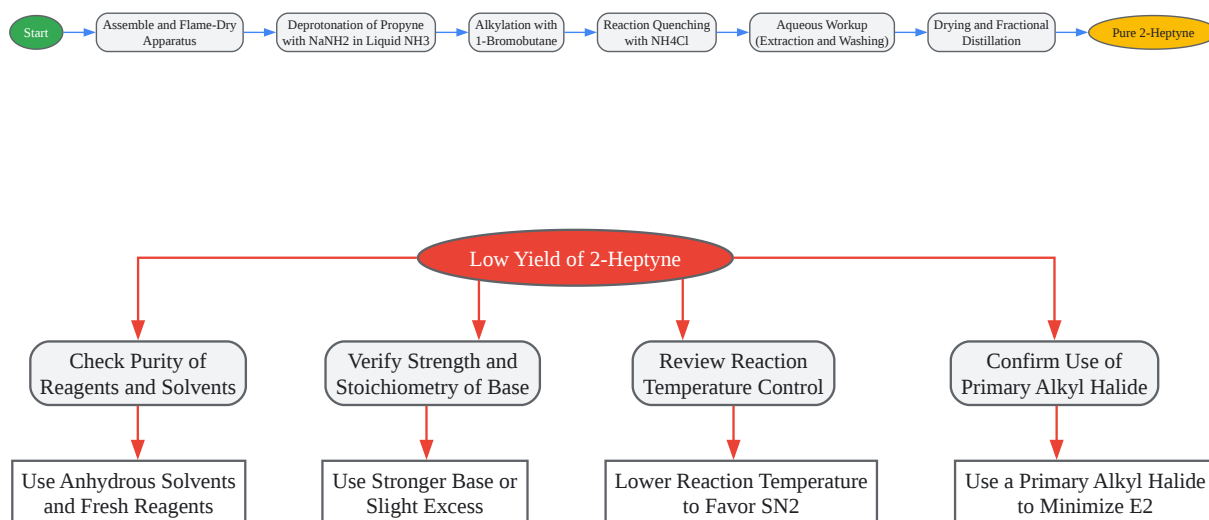 Start
Assemble and Flame-Dry
Apparatus
Deprotonation of Propyne
with NaNH2 in Liquid NH3
Alkylation with
1-Bromobutane
Reaction Quenching
with NH4Cl
Aqueous Workup
(Extraction and Washing)
Drying and Fractional
Distillation
Pure 2-Heptyne
Low Yield of 2-Heptyne
Check Purity of
Reagents and Solvents
Verify Strength and
Stoichiometry of Base
Review Reaction
Temperature Control
Confirm Use of
Primary Alkyl Halide
Use Anhydrous Solvents
and Fresh Reagents
Use Stronger Base or
Slight Excess
Lower Reaction Temperature
to Favor SN2
Use a Primary Alkyl Halide
to Minimize E2